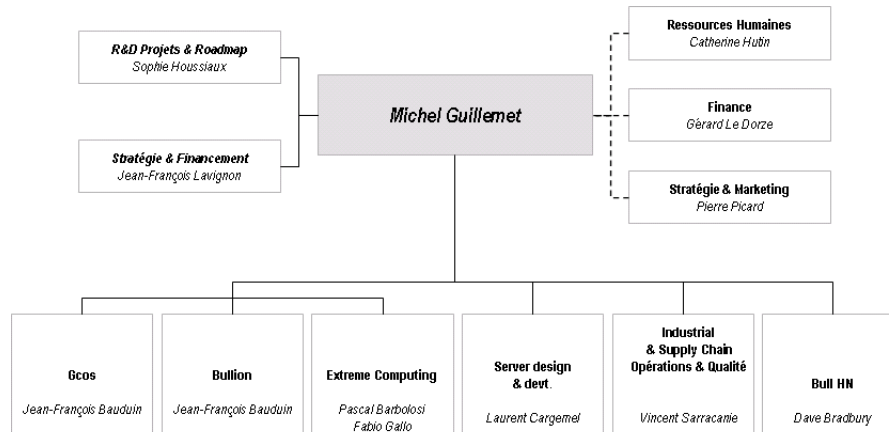 R&D Projets & Roadmap
Sophie Houssiaux
Stratégie & Financement
Jean-François Lavignon
Michel Guillemet
Ressources Humaines
Catherine Hutin
Finance
Gérard Le Dorze
Stratégie & Marketing
Pierre Picard
Gcos
Jean-François Bauduin
Bullion
Jean-François Bauduin
Extreme Computing
Pascal Barbolosi
Fabio Gallo
Server design
& devt.
Laurent Cargemel
Industrial
& Supply Chain
Opérations & Qualité
Vincent Sarracanie
Bull HN
Dave Bradbury